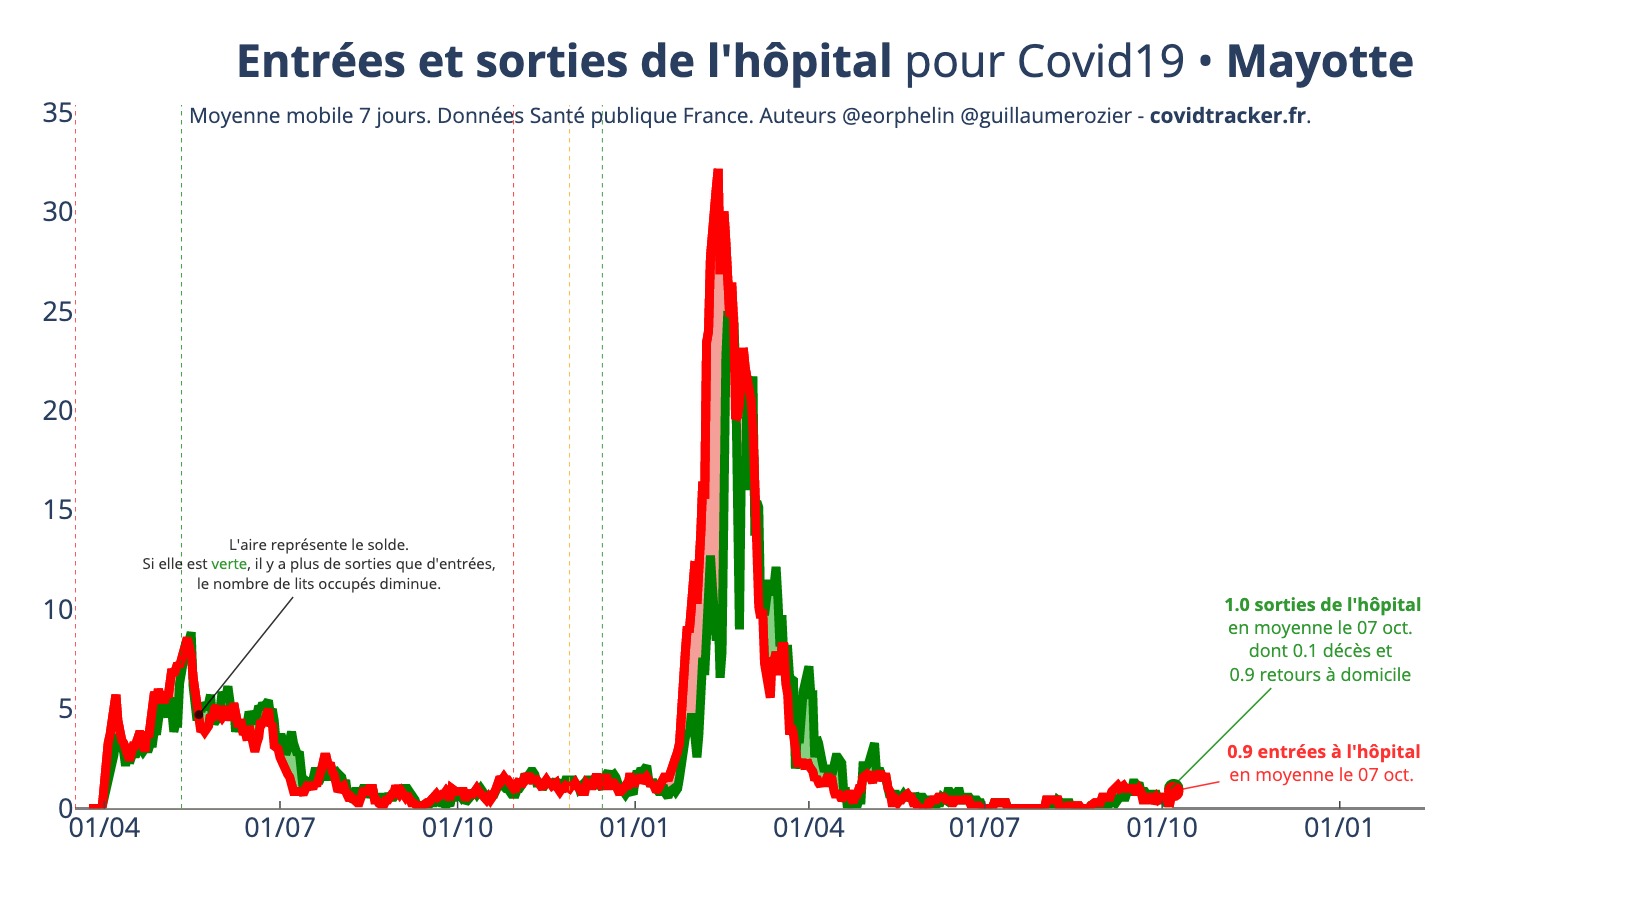 Entrées et sorties de l'hôpital pour Covid19 • Mayotte
Moyenne mobile 7 jours. Données Santé publique France. Auteurs @eorphelin @guillaumerozier - covidtracker.fr.
35
30
25
20
15
10
5
0
L'aire représente le solde.
Si elle est verte, il y a plus de sorties que d'entrées,
le nombre de lits occupés diminue.
1.0 sorties de l'hôpital
en moyenne le 07 oct.
dont 0.1 décès et
0.9 retours à domicile
0.9 entrées à l'hôpital
en moyenne le 07 oct.
01/04 01/07 01/10 01/01 01/04 01/07 01/10 01/01